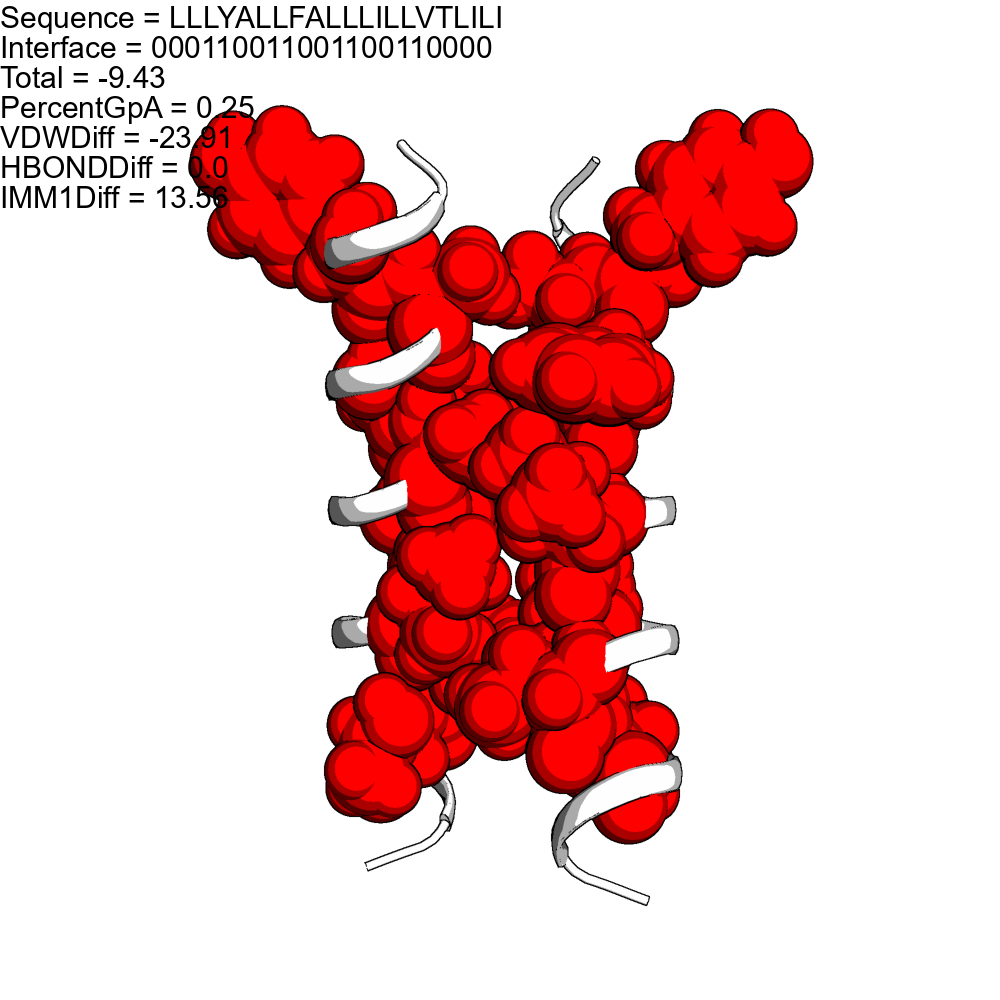 Sequence = LLLYALLFALLLILLVTLILI
Interface = 000110011001100110000
Total = -9.43
PercentGpA = 0.25
VDWDiff = -23.91
HBONDDiff = 0.0
IMM1Diff = 13.56